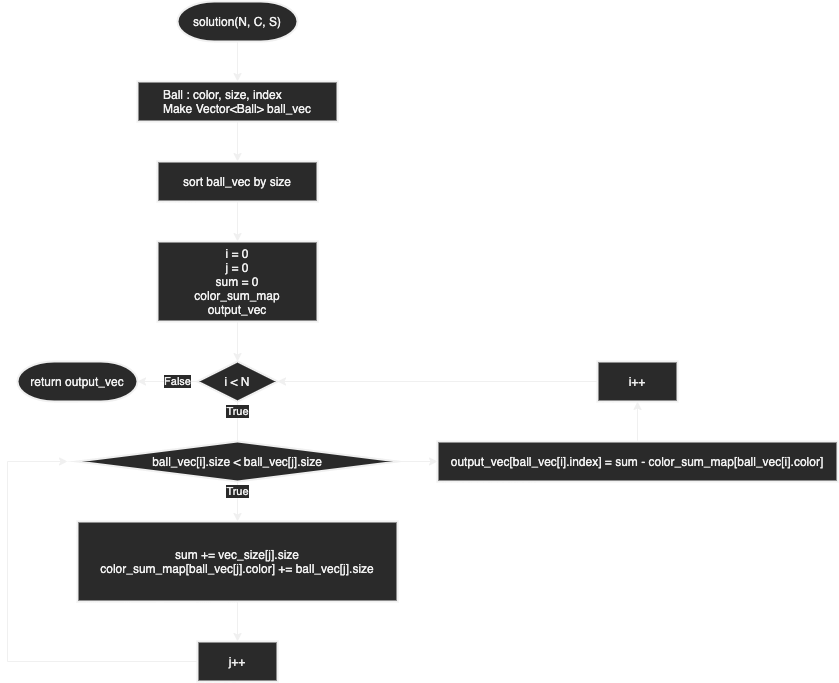 solution(N, C, S)
Ball : color, size, index
Make Vector<Ball> ball_vec
sort ball_vec by size
i = 0
j = 0
sum = 0
color_sum_map
output_vec
return output_vec
False
i < N
i++
True
ball_vec[i].size < ball_vec[j].size
output_vec[ball_vec[i].index] = sum - color_sum_map[ball_vec[i].color]
True
sum += vec_size[j].size
color_sum_map[ball_vec[j].color] += ball_vec[j].size
j++